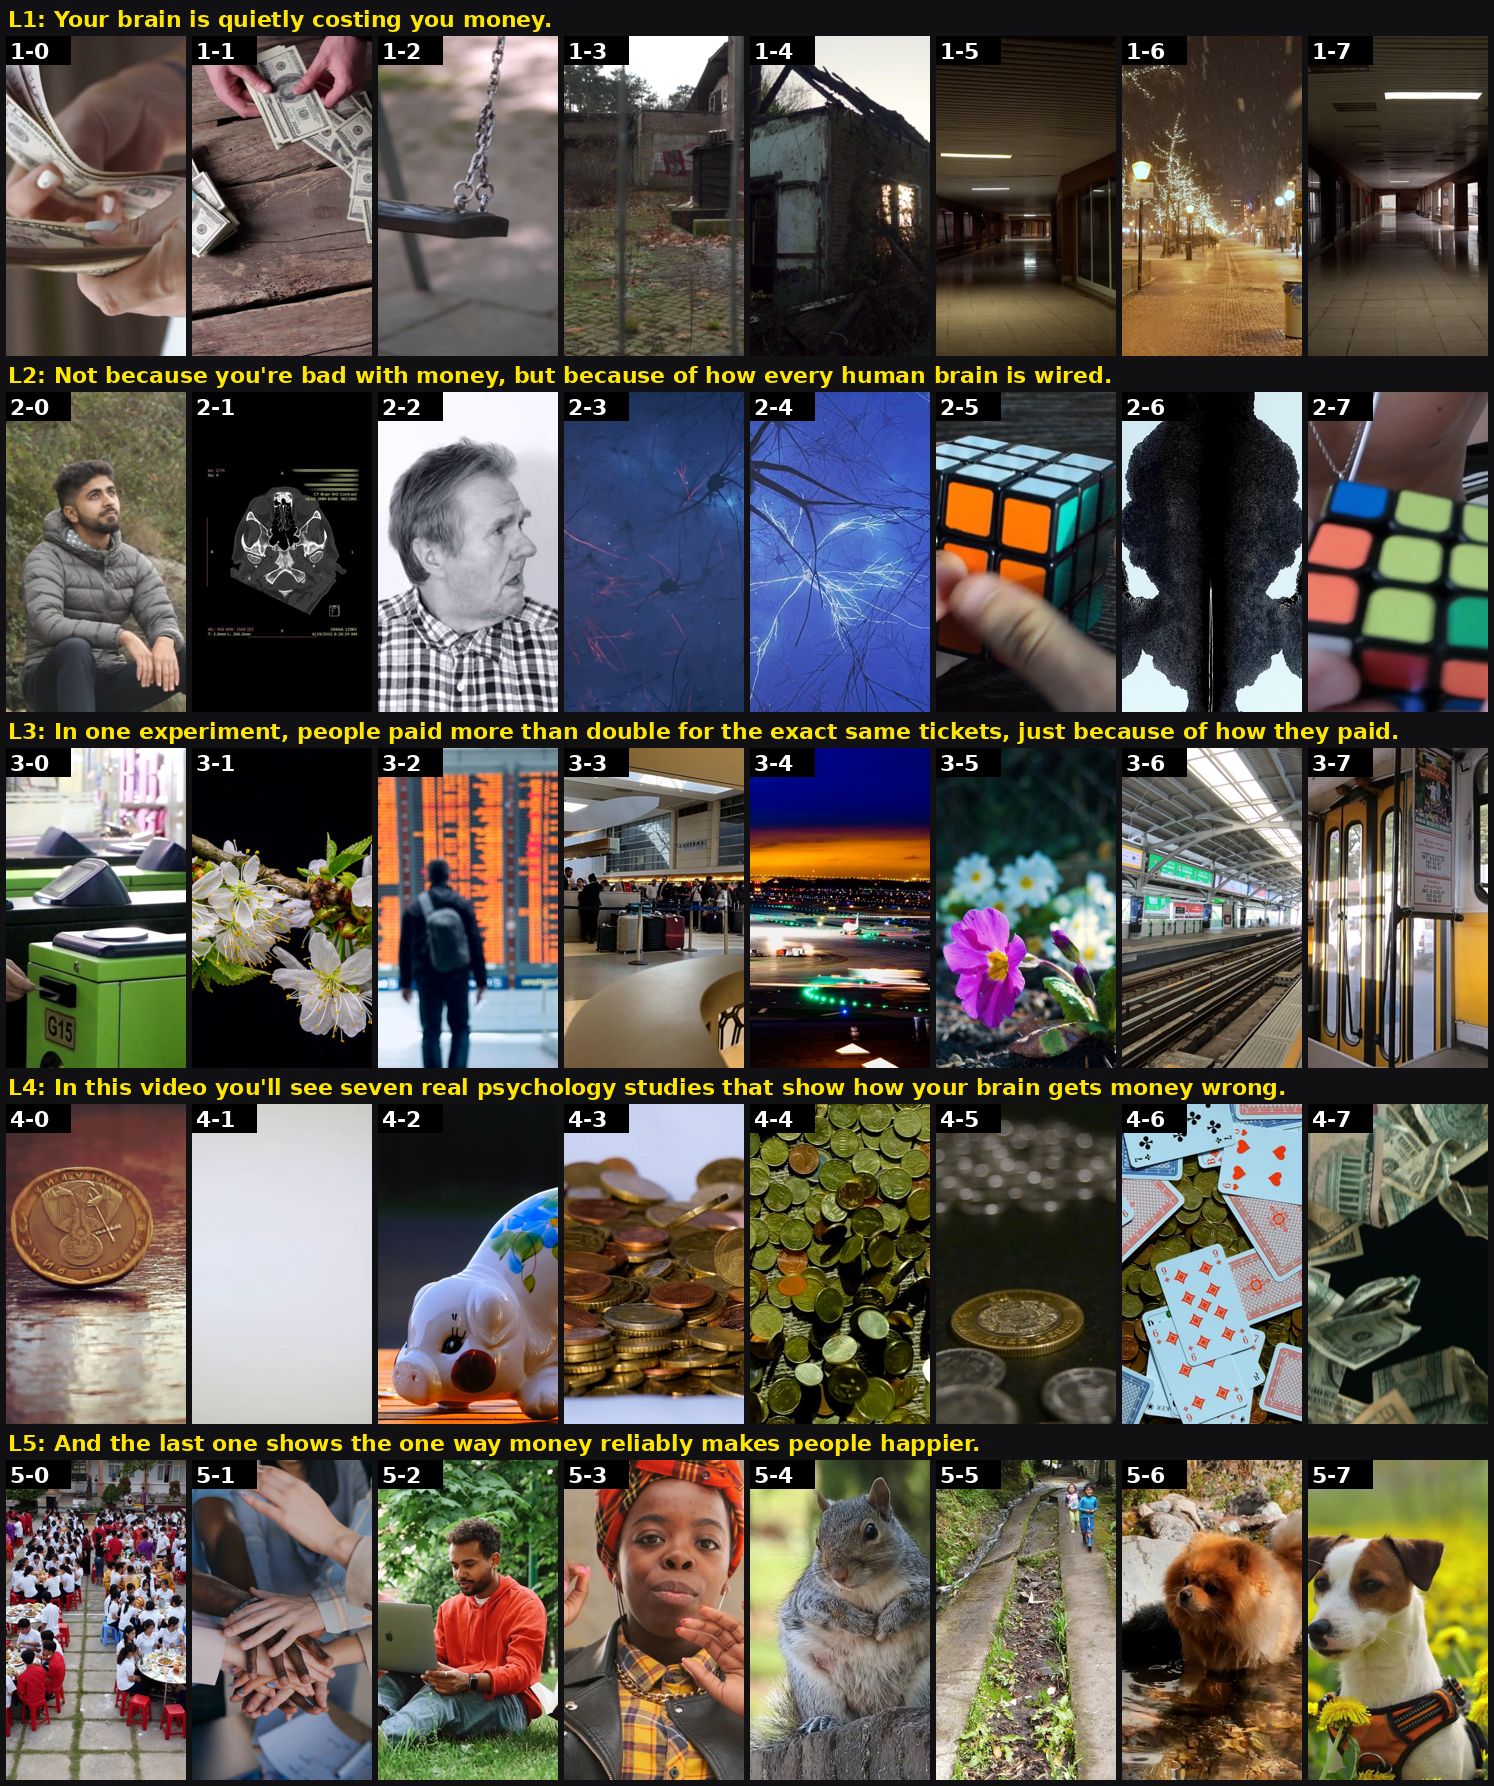 L1: Your brain is quietly costing you money.
1-0 1-1 1-2 1-3 1-4 1-5 1-6 1-7
L2: Not because you're bad with money, but because of how every human brain is wired.
2-0 2-1 2-2 2-3 2-4 2-5 2-6 2-7
CT Brain W/O Contrast
L3: In one experiment, people paid more than double for the exact same tickets, just because of how they paid.
3-0 3-1 3-2 3-3 3-4 3-5 3-6 3-7
G15
L4: In this video you'll see seven real psychology studies that show how your brain gets money wrong.
4-0 4-1 4-2 4-3 4-4 4-5 4-6 4-7
L5: And the last one shows the one way money reliably makes people happier.
5-0 5-1 5-2 5-3 5-4 5-5 5-6 5-7